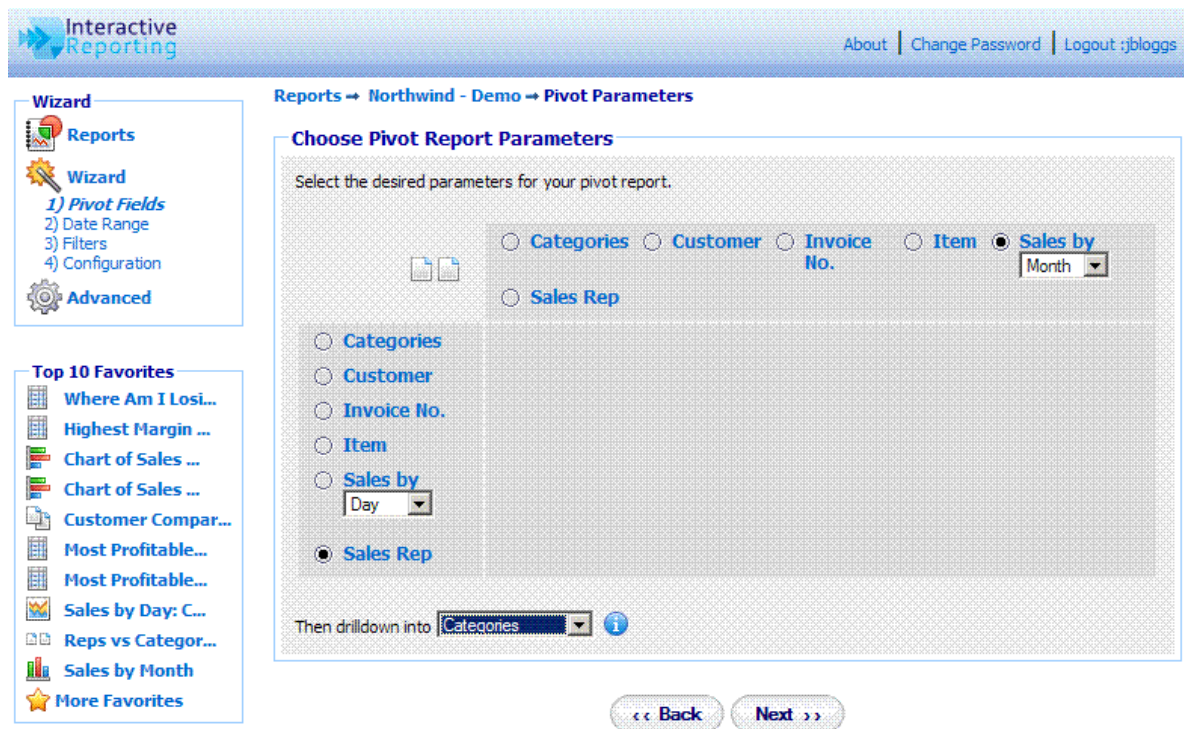 Interactive
Reporting
About | Change Password | Logout :jbloggs
Wizard
Reports
Wizard
1) Pivot Fields
2) Date Range
3) Filters
4) Configuration
Advanced
Top 10 Favorites
Where Am I Losi...
Highest Margin ...
Chart of Sales ...
Chart of Sales ...
Customer Compar...
Most Profitable...
Most Profitable...
Sales by Day: C...
Reps vs Categor...
Sales by Month
More Favorites
Reports → Northwind - Demo → Pivot Parameters
Choose Pivot Report Parameters
Select the desired parameters for your pivot report.
Categories Customer Invoice Item Sales by
No. Month
Sales Rep
Categories
Customer
Invoice No.
Item
Sales by
Day
Sales Rep
Then drilldown into Categories
‹‹ Back Next ››